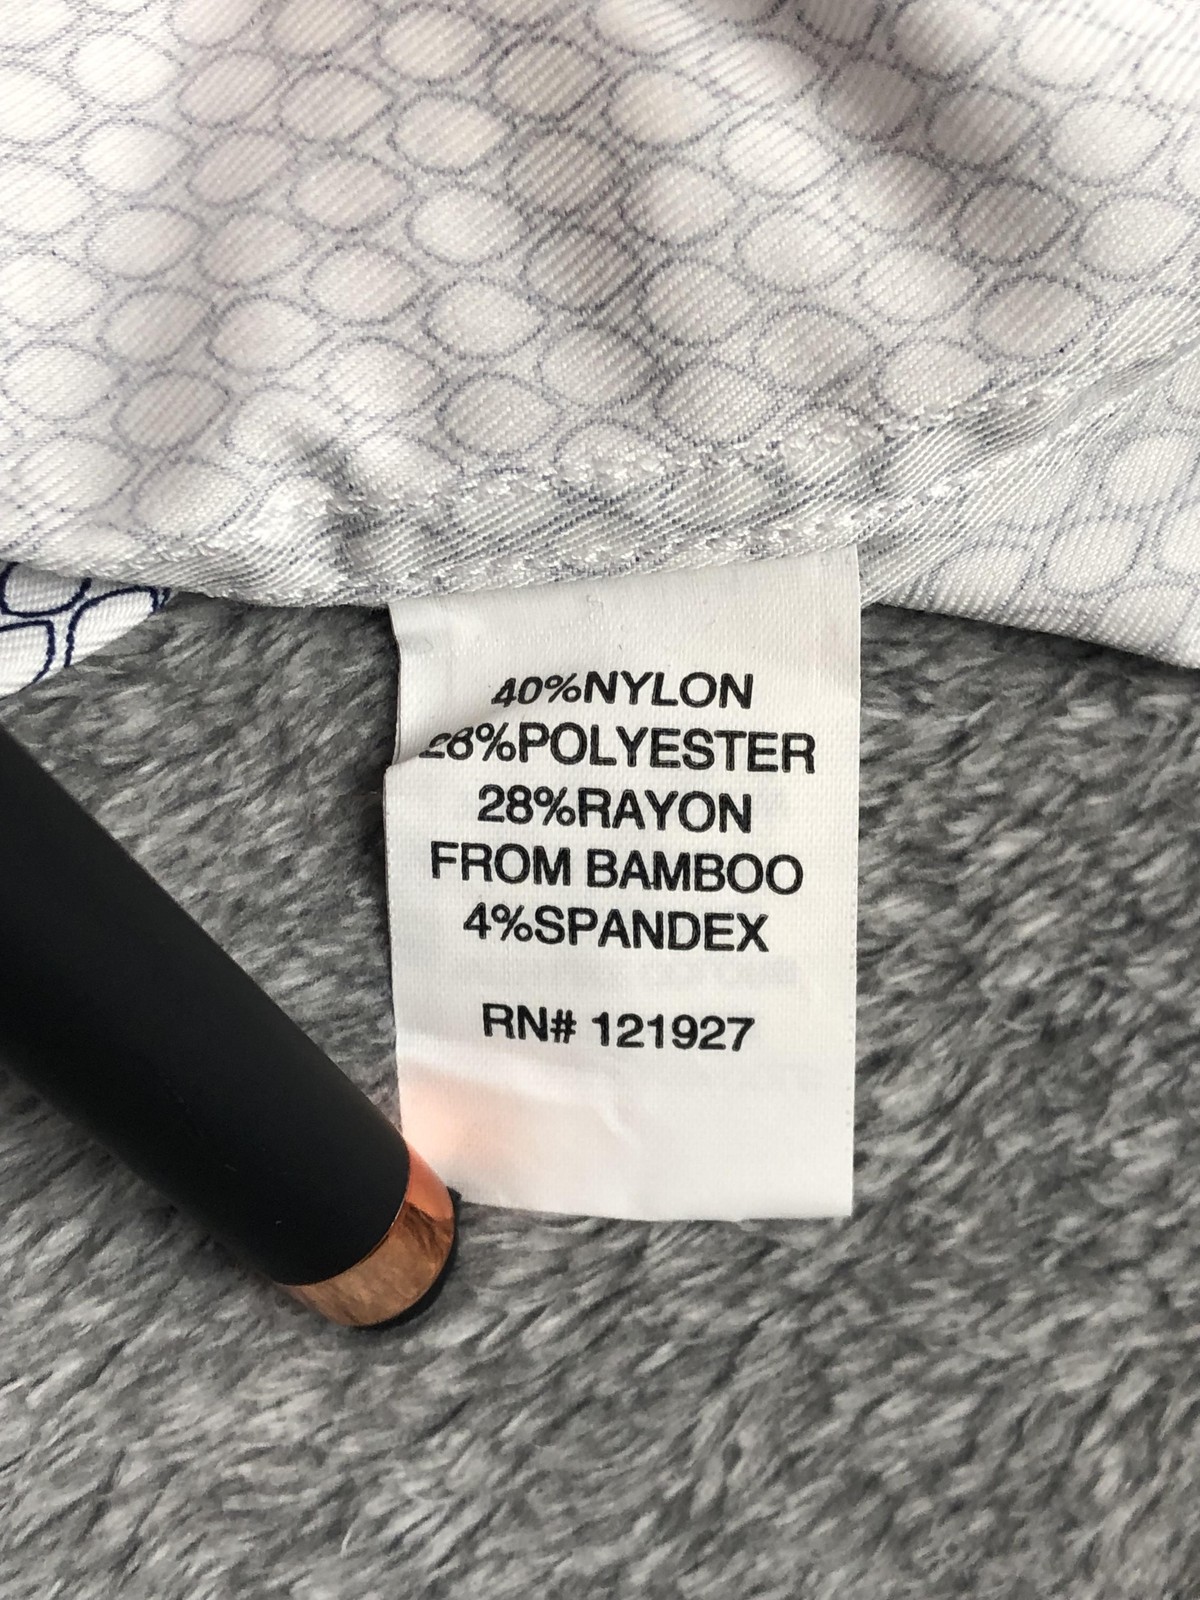 40%NYLON
28%POLYESTER
28%RAYON
FROM BAMBOO
4%SPANDEX
RN# 121927